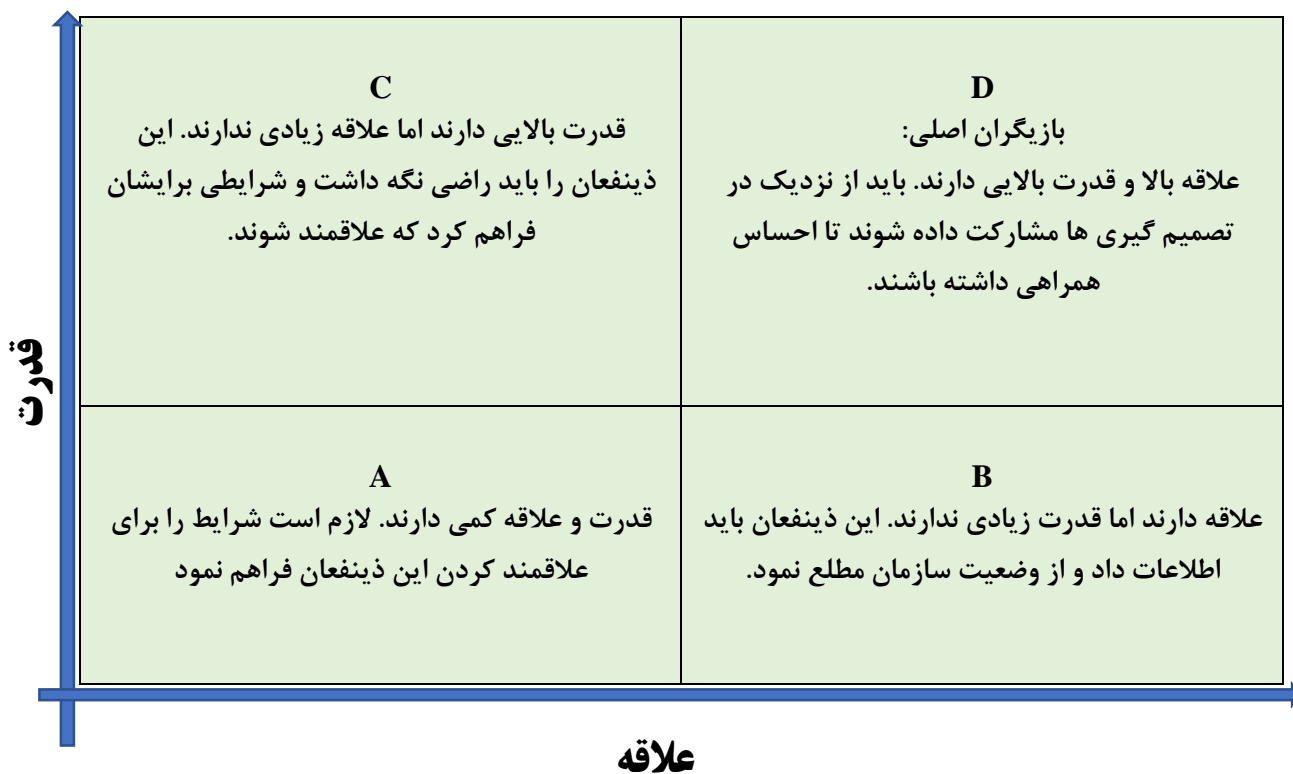 C
قدرت بالایی دارند اما علاقه زیادی ندارند. این
ذینفعان را باید راضی نگه داشت و شرایطی برایشان
فراهم کرد که علاقمند شوند.
D
بازیگران اصلی:
علاقه بالا و قدرت بالایی دارند. باید از نزدیک در
تصمیم گیری ها مشارکت داده شوند تا احساس
همراهی داشته باشند.
قدرت
A
قدرت و علاقه کمی دارند. لازم است شرایط را برای
علاقمند کردن این ذینفعان فراهم نمود
B
علاقه دارند اما قدرت زیادی ندارند. این ذینفعان باید
اطلاعات داد و از وضعیت سازمان مطلع نمود.
علاقه